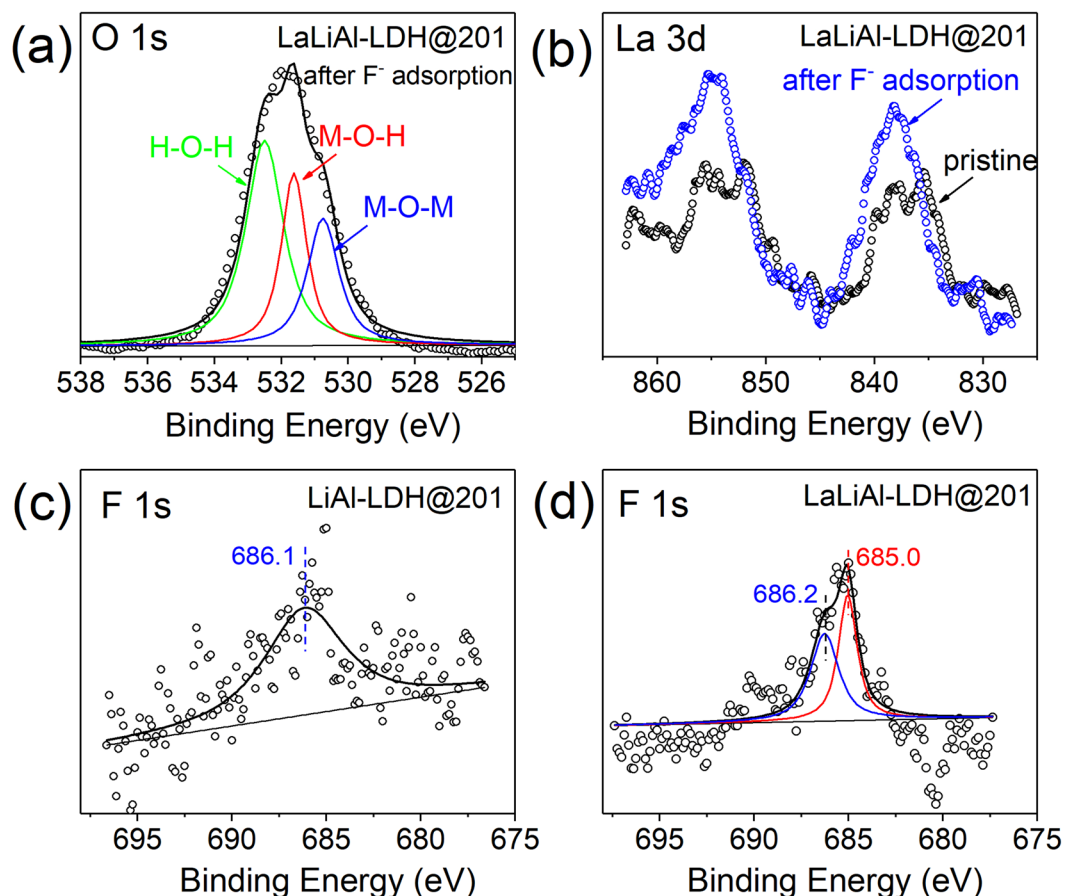 (a)
O 1s
LaLiAl-LDH@201
after F⁻ adsorption
H-O-H
M-O-H
M-O-M
538 536 534 532 530 528 526
Binding Energy (eV)
(b)
La 3d
LaLiAl-LDH@201
after F⁻ adsorption
pristine
860 850 840 830
Binding Energy (eV)
(c)
F 1s
LiAl-LDH@201
686.1
695 690 685 680 675
Binding Energy (eV)
(d)
F 1s
LaLiAl-LDH@201
685.0
686.2
695 690 685 680 675
Binding Energy (eV)